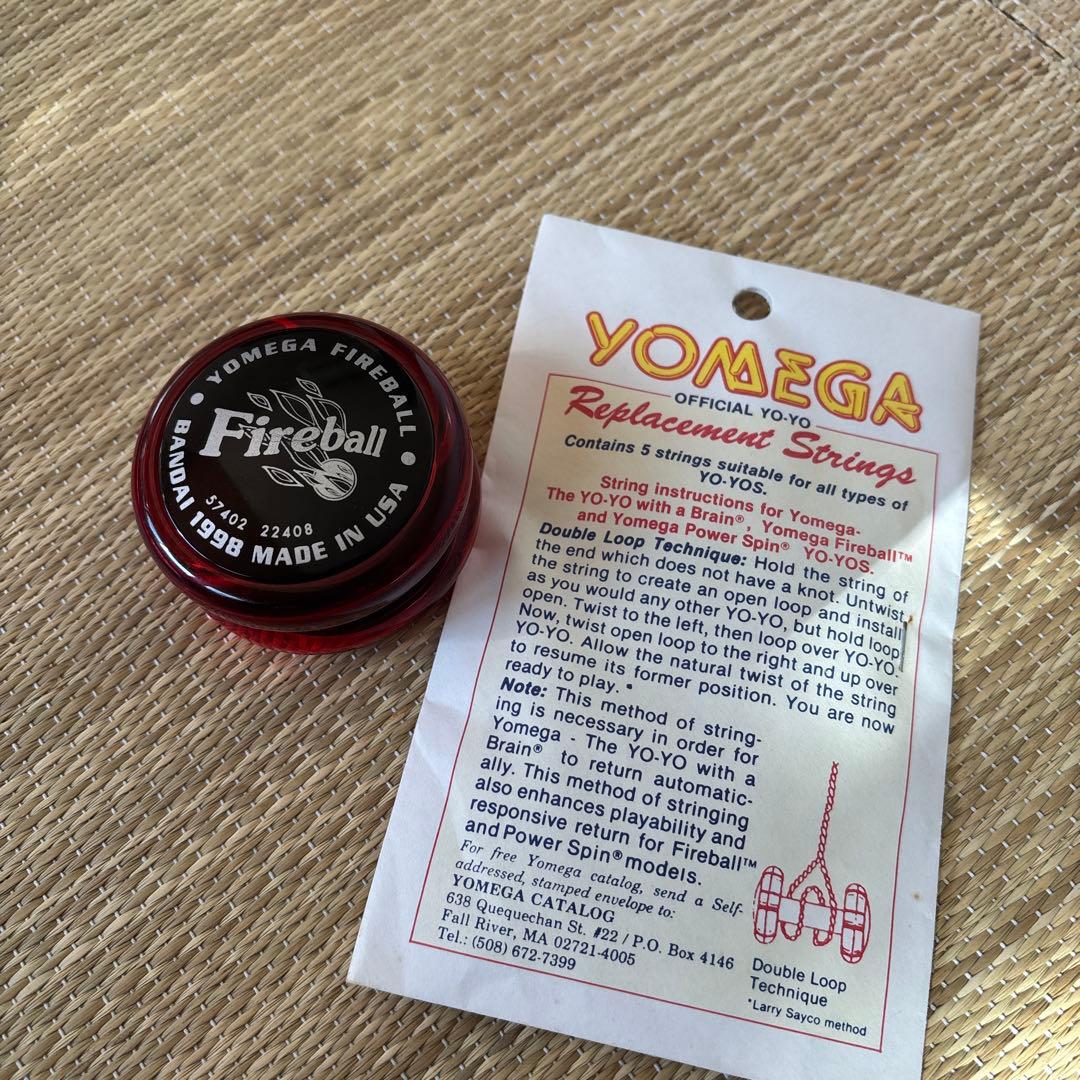 YOMEGA FIREBALL
Fireball
57402 22408
BANDAI 1998 MADE IN USA
YOMEGA
OFFICIAL YO-YO
Replacement Strings
Contains 5 strings suitable for all types of
YO-YOS.
String instructions for Yomega-
The YO-YO with a Brain®, Yomega Fireball™
and Yomega Power Spin® YO-YOS.
Double Loop Technique: Hold the string of
the end which does not have a knot. Untwist
the string to create an open loop and install
as you would any other YO-YO, but hold loop
open. Twist to the left, then loop over YO-YO.
Now, twist open loop to the right and up over
YO-YO. Allow the natural twist of the string
to resume its former position. You are now
ready to play. *
Note: This method of string-
ing is necessary in order for
Yomega - The YO-YO with a
Brain® to return automatic-
ally. This method of stringing
also enhances playability and
responsive return for Fireball™
and Power Spin® models.
For free Yomega catalog, send a Self-
addressed, stamped envelope to:
YOMEGA CATALOG
638 Quequechan St. #22 / P.O. Box 4146
Fall River, MA 02721-4005
Tel.: (508) 672-7399
Double Loop
Technique
*Larry Sayco method